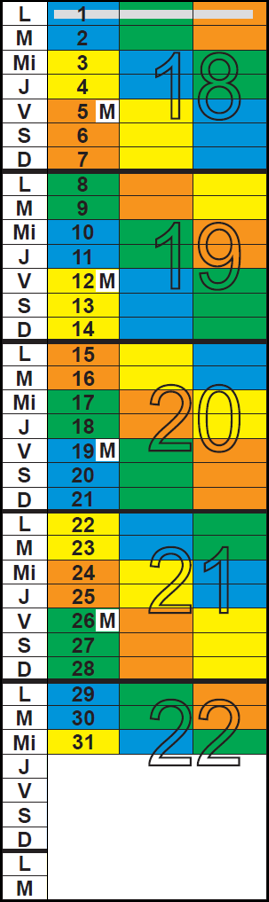 L 1
M 2
Mi 3
J 4
V 5 M
S 6
D 7
18
L 8
M 9
Mi 10
J 11
V 12 M
S 13
D 14
19
L 15
M 16
Mi 17
J 18
V 19 M
S 20
D 21
20
L 22
M 23
Mi 24
J 25
V 26 M
S 27
D 28
21
L 29
M 30
Mi 31
J
V
S
D
22
L
M